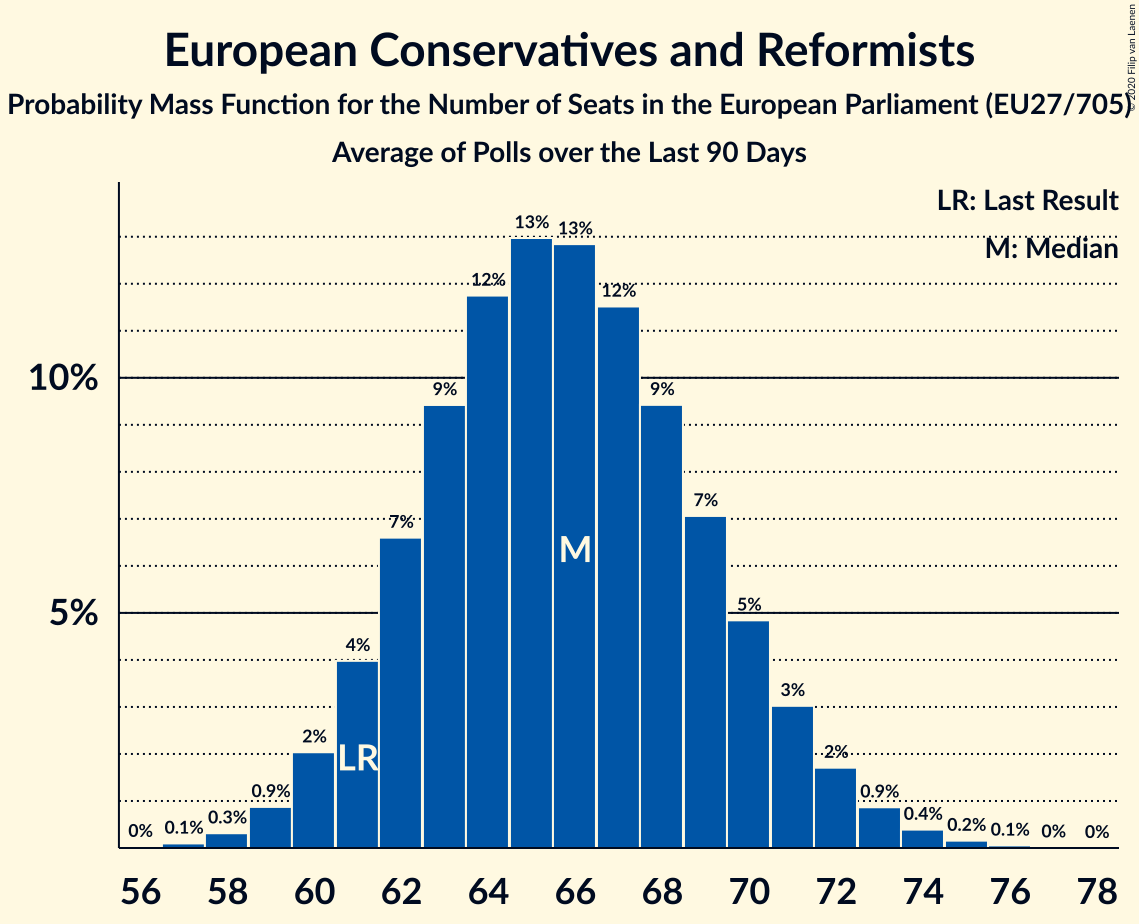 European Conservatives and Reformists
Probability Mass Function for the Number of Seats in the European Parliament (EU27/705)
Average of Polls over the Last 90 Days
© 2020 Filip van Laenen
LR: Last Result
M: Median
10%
5%
0%
0.1%
0.3%
0.9%
2%
4%
7%
9%
12%
13%
13%
12%
9%
7%
5%
3%
2%
0.9%
0.4%
0.2%
0.1%
0%
0%
LR
M
56 58 60 62 64 66 68 70 72 74 76 78